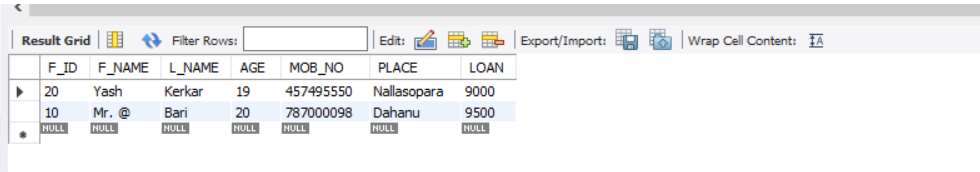 Result Grid Filter Rows: Edit: Export/Import: Wrap Cell Content: IA
F_ID F_NAME L_NAME AGE MOB_NO PLACE LOAN
20 Yash Kerkar 19 457495550 Nallasopara 9000
10 Mr. @ Bari 20 787000098 Dahanu 9500
NULL NULL NULL NULL NULL NULL NULL